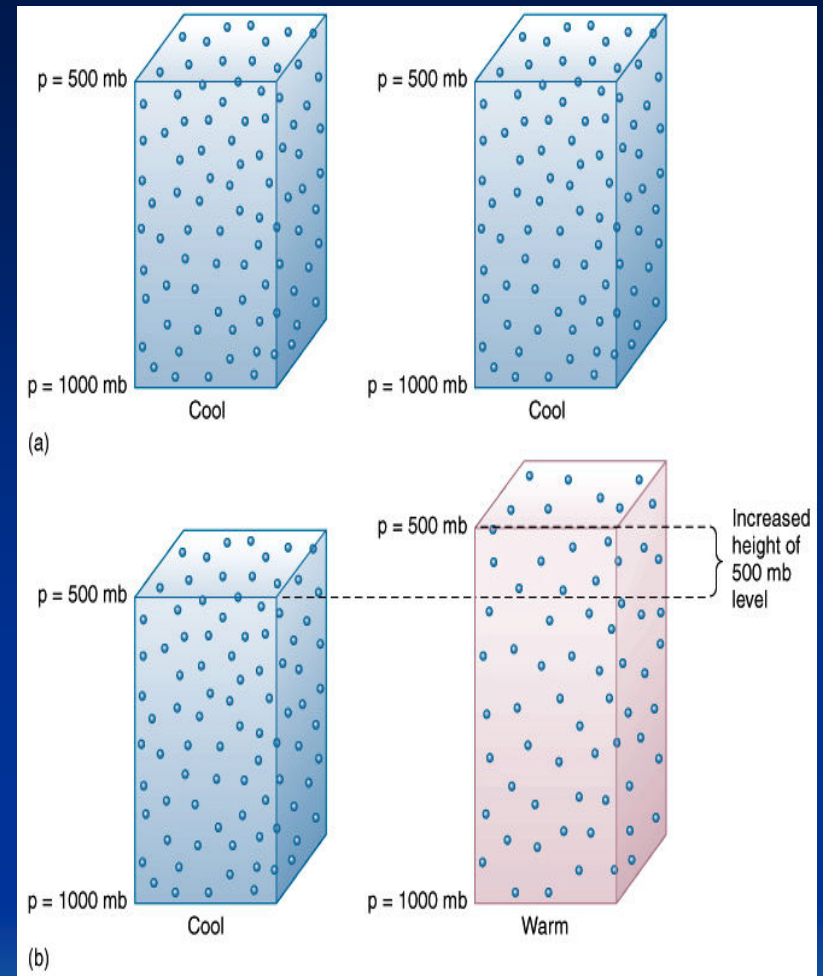 p = 500 mb
p = 500 mb
p = 1000 mb
p = 1000 mb
Cool
Cool
(a)
p = 500 mb
Increased
height of
500 mb
level
p = 500 mb
p = 1000 mb
p = 1000 mb
Cool
Warm
(b)